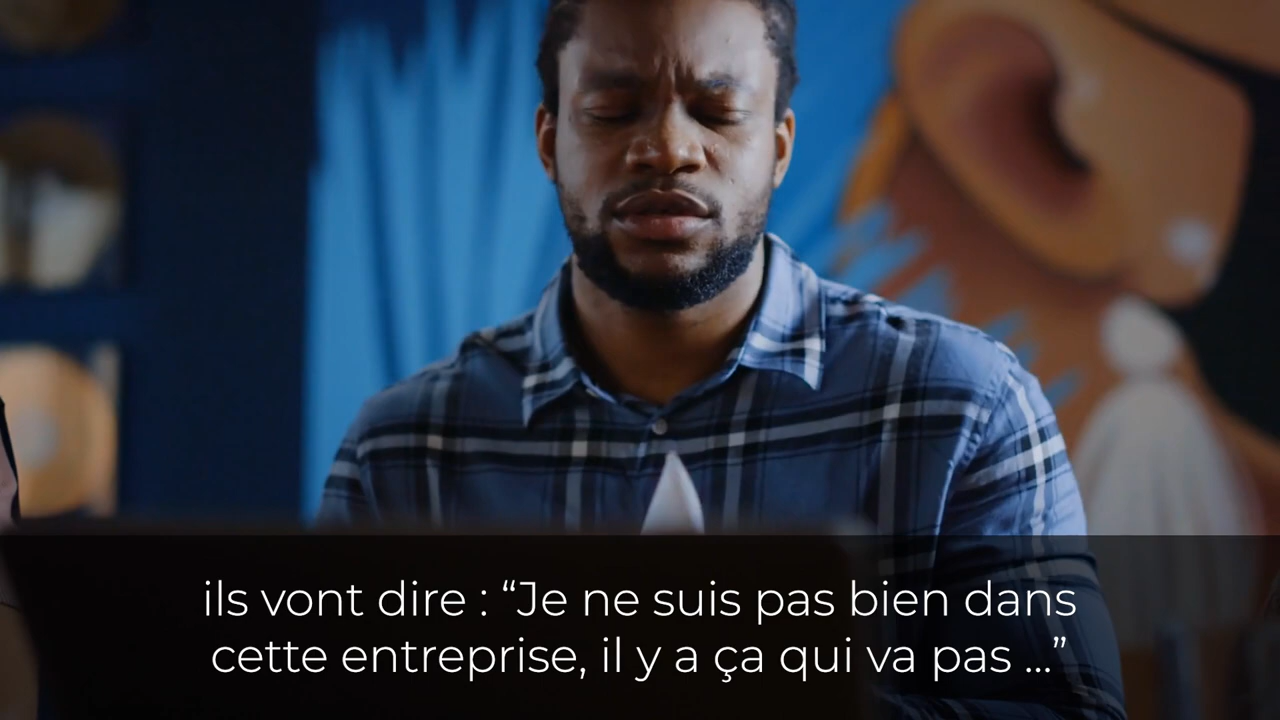 ils vont dire : “Je ne suis pas bien dans
cette entreprise, il y a ça qui va pas ...”